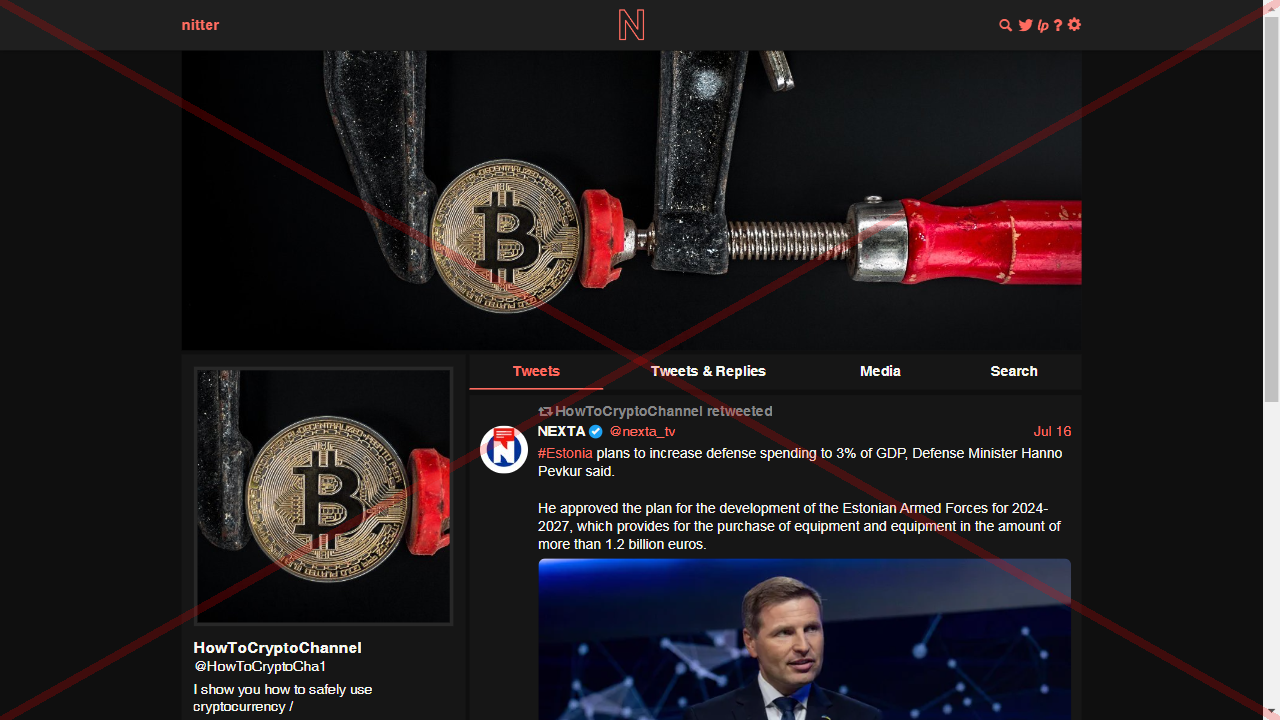 nitter
N
lp ?
Tweets
Tweets & Replies
Media
Search
HowToCryptoChannel retweeted
NEXTA @nexta_tv Jul 16
#Estonia plans to increase defense spending to 3% of GDP, Defense Minister Hanno
Pevkur said.
He approved the plan for the development of the Estonian Armed Forces for 2024-
2027, which provides for the purchase of equipment and equipment in the amount of
more than 1.2 billion euros.
HowToCryptoChannel
@HowToCryptoCha1
I show you how to safely use
cryptocurrency /